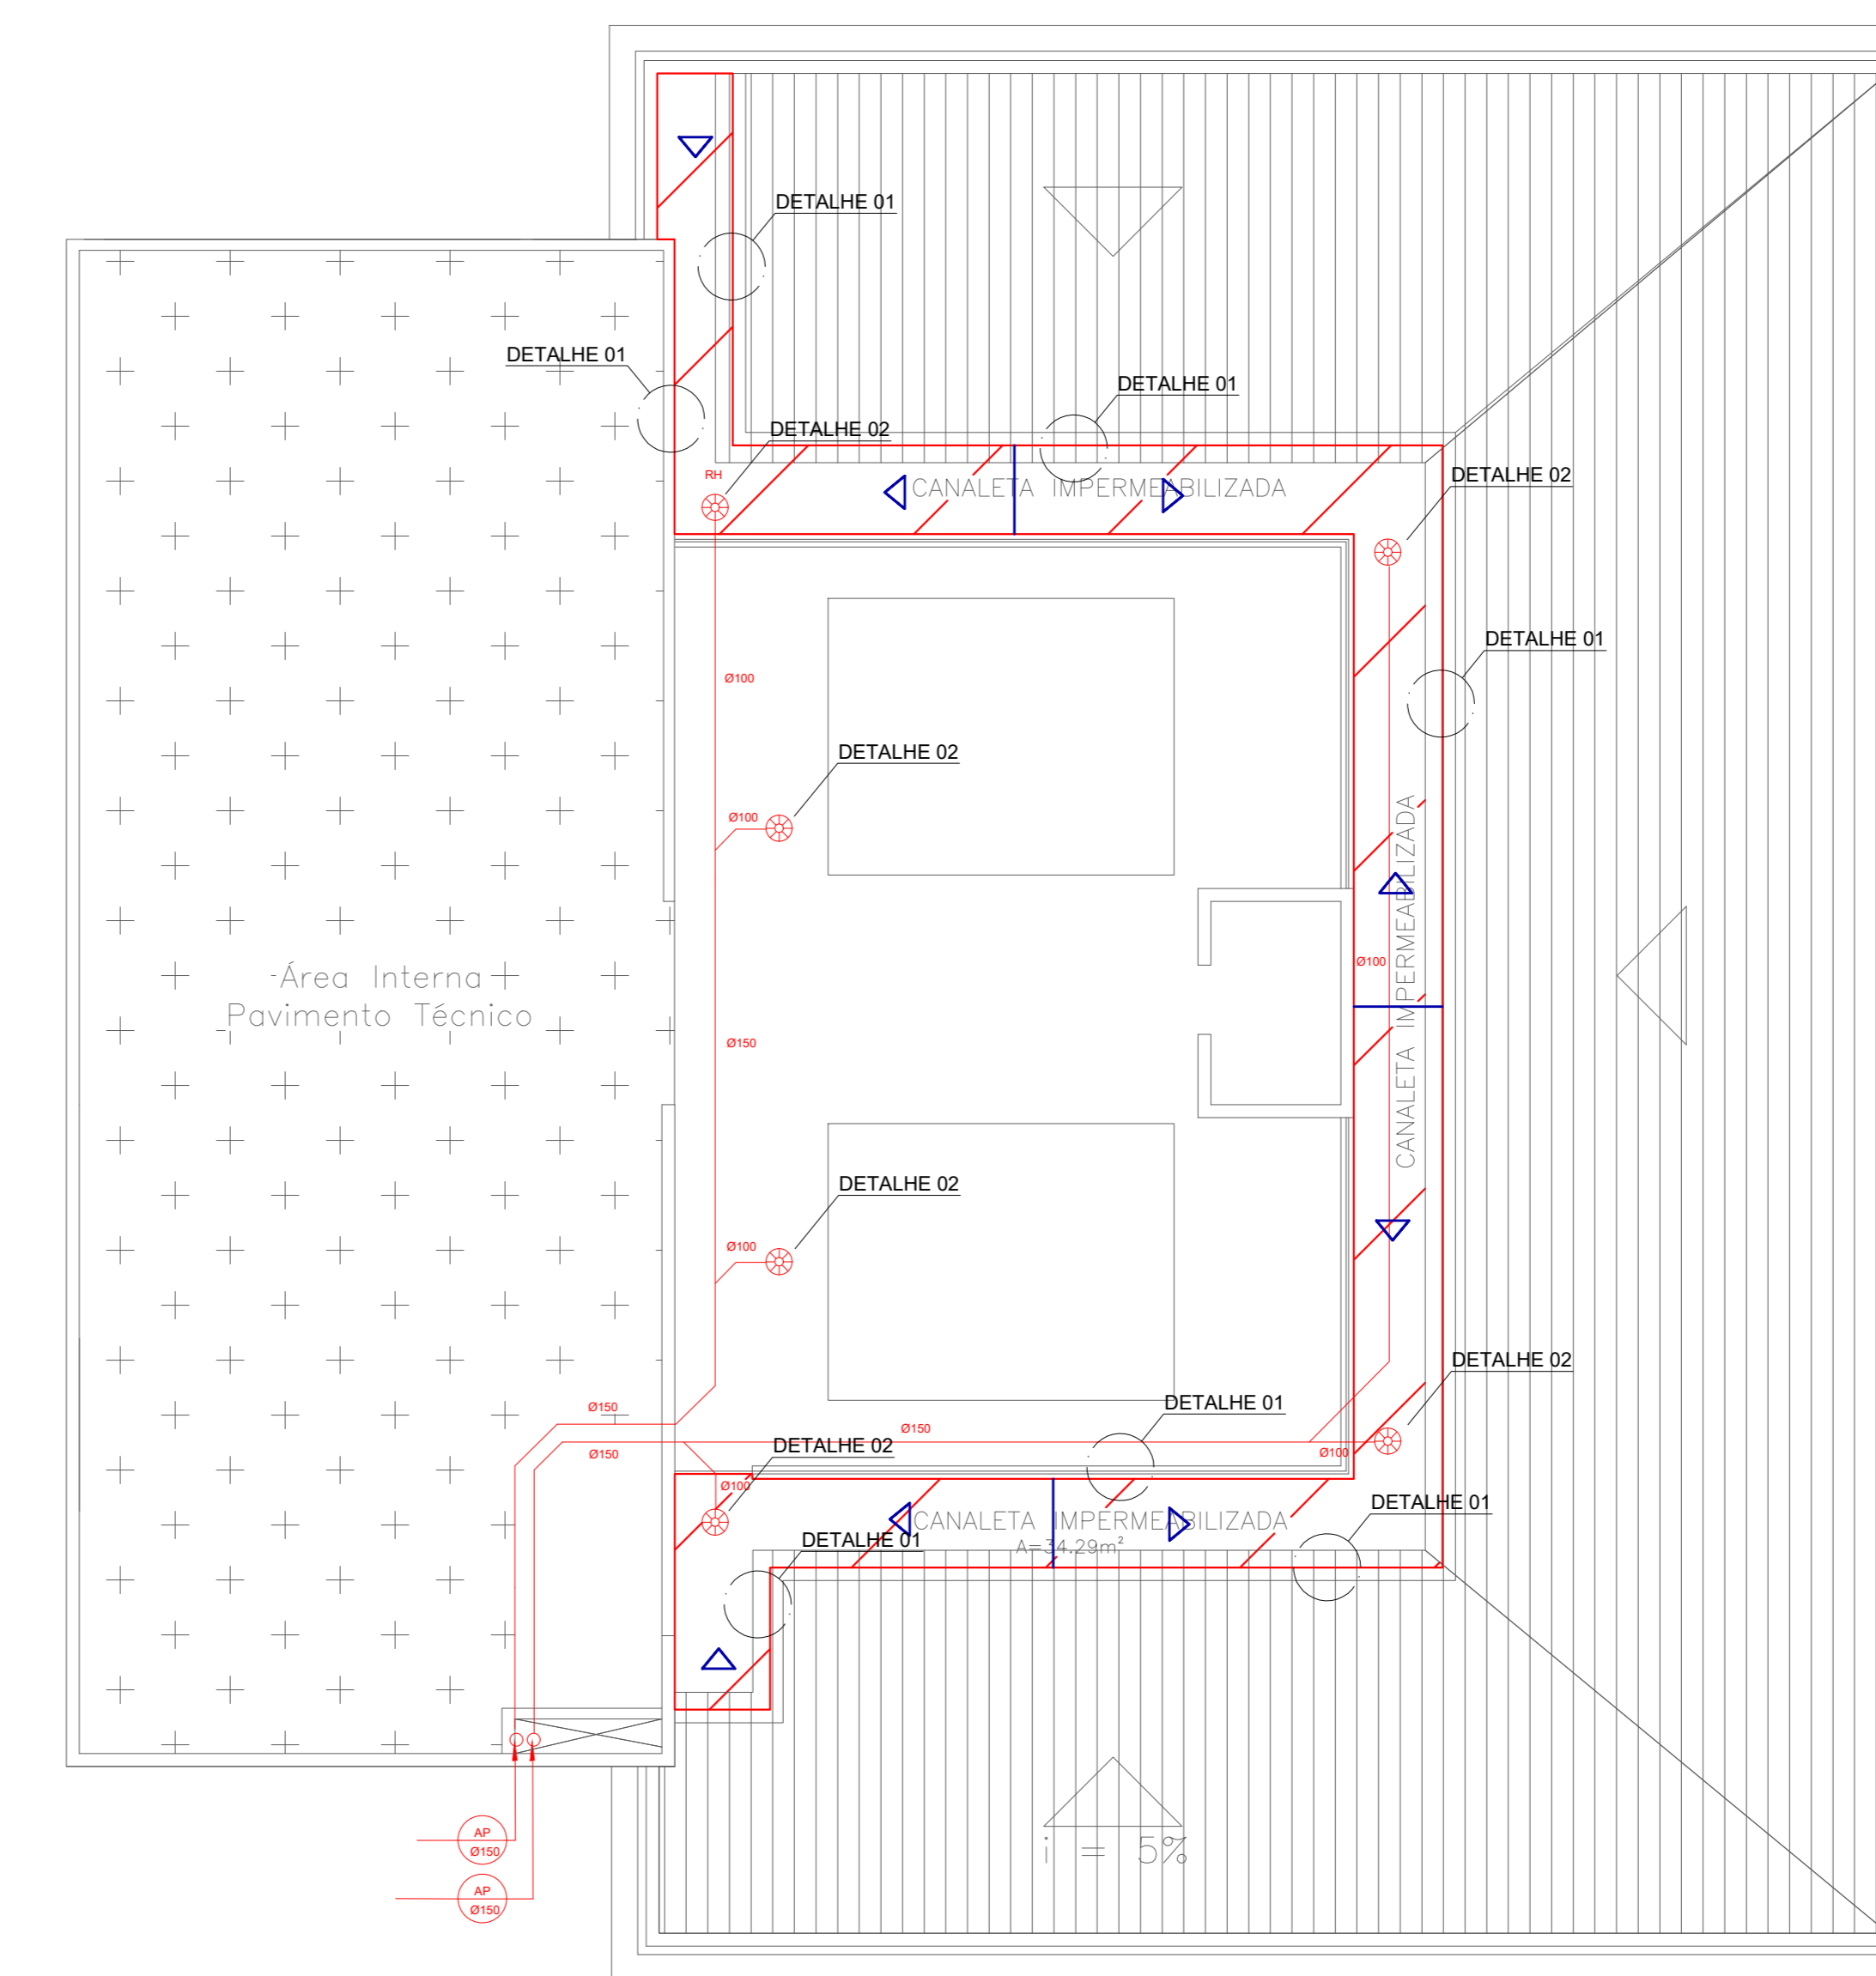 DETALHE 01
DETALHE 01
DETALHE 01
DETALHE 02
RH
DETALHE 02
CANALETA IMPERMEABILIZADA
DETALHE 01
Ø100
DETALHE 02
Ø100
CANALETA IMPERMEABILIZADA
Ø100
Área Interna
Pavimento Técnico
Ø150
DETALHE 02
Ø100
DETALHE 02
DETALHE 01
Ø150
Ø150
DETALHE 02
Ø150
Ø100
Ø100
DETALHE 01
CANALETA IMPERMEABILIZADA
A=34.29m²
DETALHE 01
AP
Ø150
i = 5%
AP
Ø150